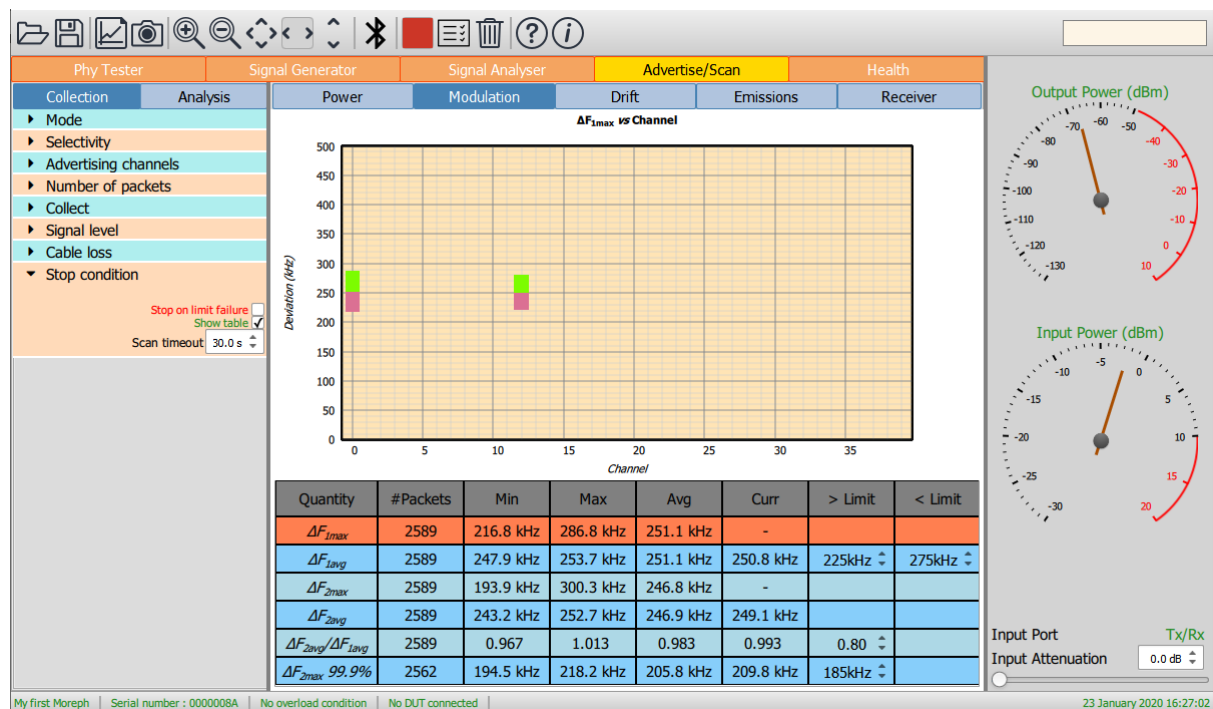 Phy Tester Signal Generator Signal Analyser Advertise/Scan Health
Collection Analysis
Mode
Selectivity
Advertising channels
Number of packets
Collect
Signal level
Cable loss
Stop condition
Stop on limit failure
Show table
Scan timeout 30.0 s
Power Modulation Drift Emissions Receiver
ΔF1max vs Channel
Deviation (kHz)
500
450
400
350
300
250
200
150
100
50
0
0 5 10 15 20 25 30 35
Channel
Quantity #Packets Min Max Avg Curr > Limit < Limit
ΔF1max 2589 216.8 kHz 286.8 kHz 251.1 kHz -
ΔF1avg 2589 247.9 kHz 253.7 kHz 251.1 kHz 250.8 kHz 225kHz 275kHz
ΔF2max 2589 193.9 kHz 300.3 kHz 246.8 kHz -
ΔF2avg 2589 243.2 kHz 252.7 kHz 246.9 kHz 249.1 kHz
ΔF2avg/ΔF1avg 2589 0.967 1.013 0.983 0.993 0.80
ΔF2max 99.9% 2562 194.5 kHz 218.2 kHz 205.8 kHz 209.8 kHz 185kHz
Output Power (dBm)
-130 -120 -110 -100 -90 -80 -70 -60 -50 -40 -30 -20 -10 0 10
Input Power (dBm)
-30 -25 -20 -15 -10 -5 0 5 10 15 20
Input Port Tx/Rx
Input Attenuation 0.0 dB
My first Moreph Serial number : 0000008A No overload condition No DUT connected 23 January 2020 16:27:02